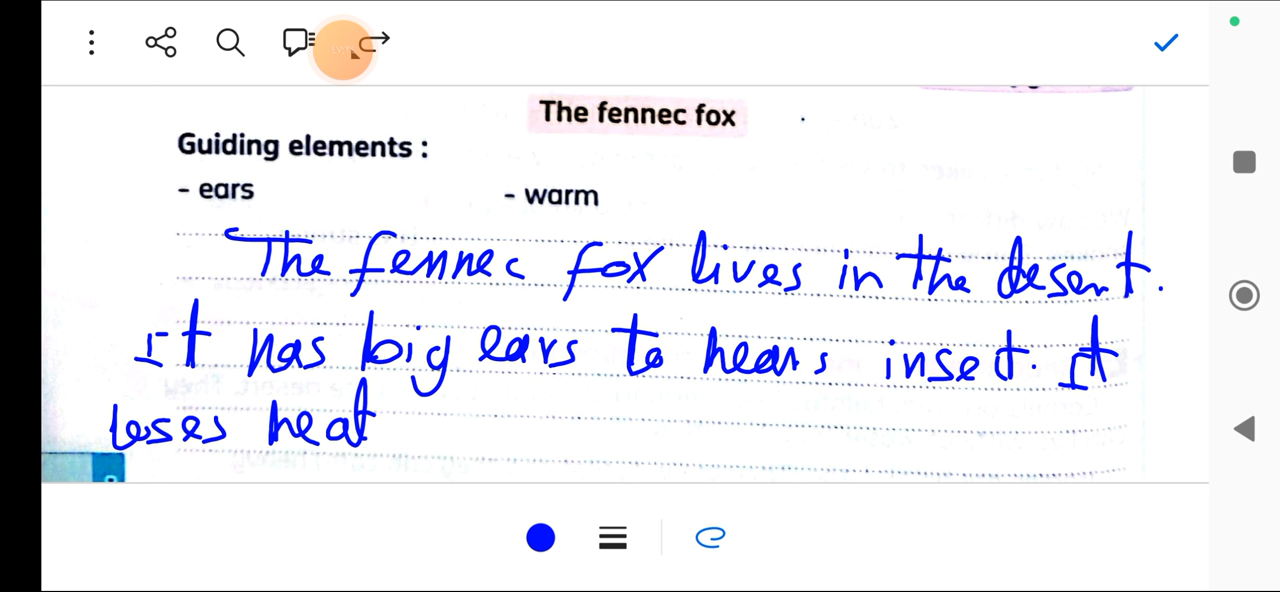 The fennec fox
Guiding elements :
- ears - warm
The fennec fox lives in the desert.
It has big ears to hears insect. It
loses heat